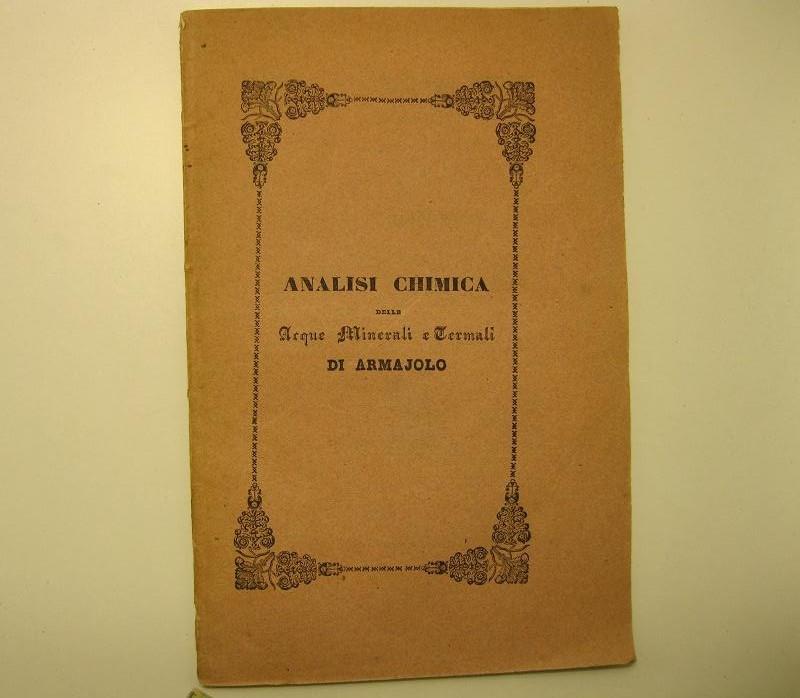 ANALISI CHIMICA
DELLE
Acque Minerali e Termali
DI ARMAJOLO